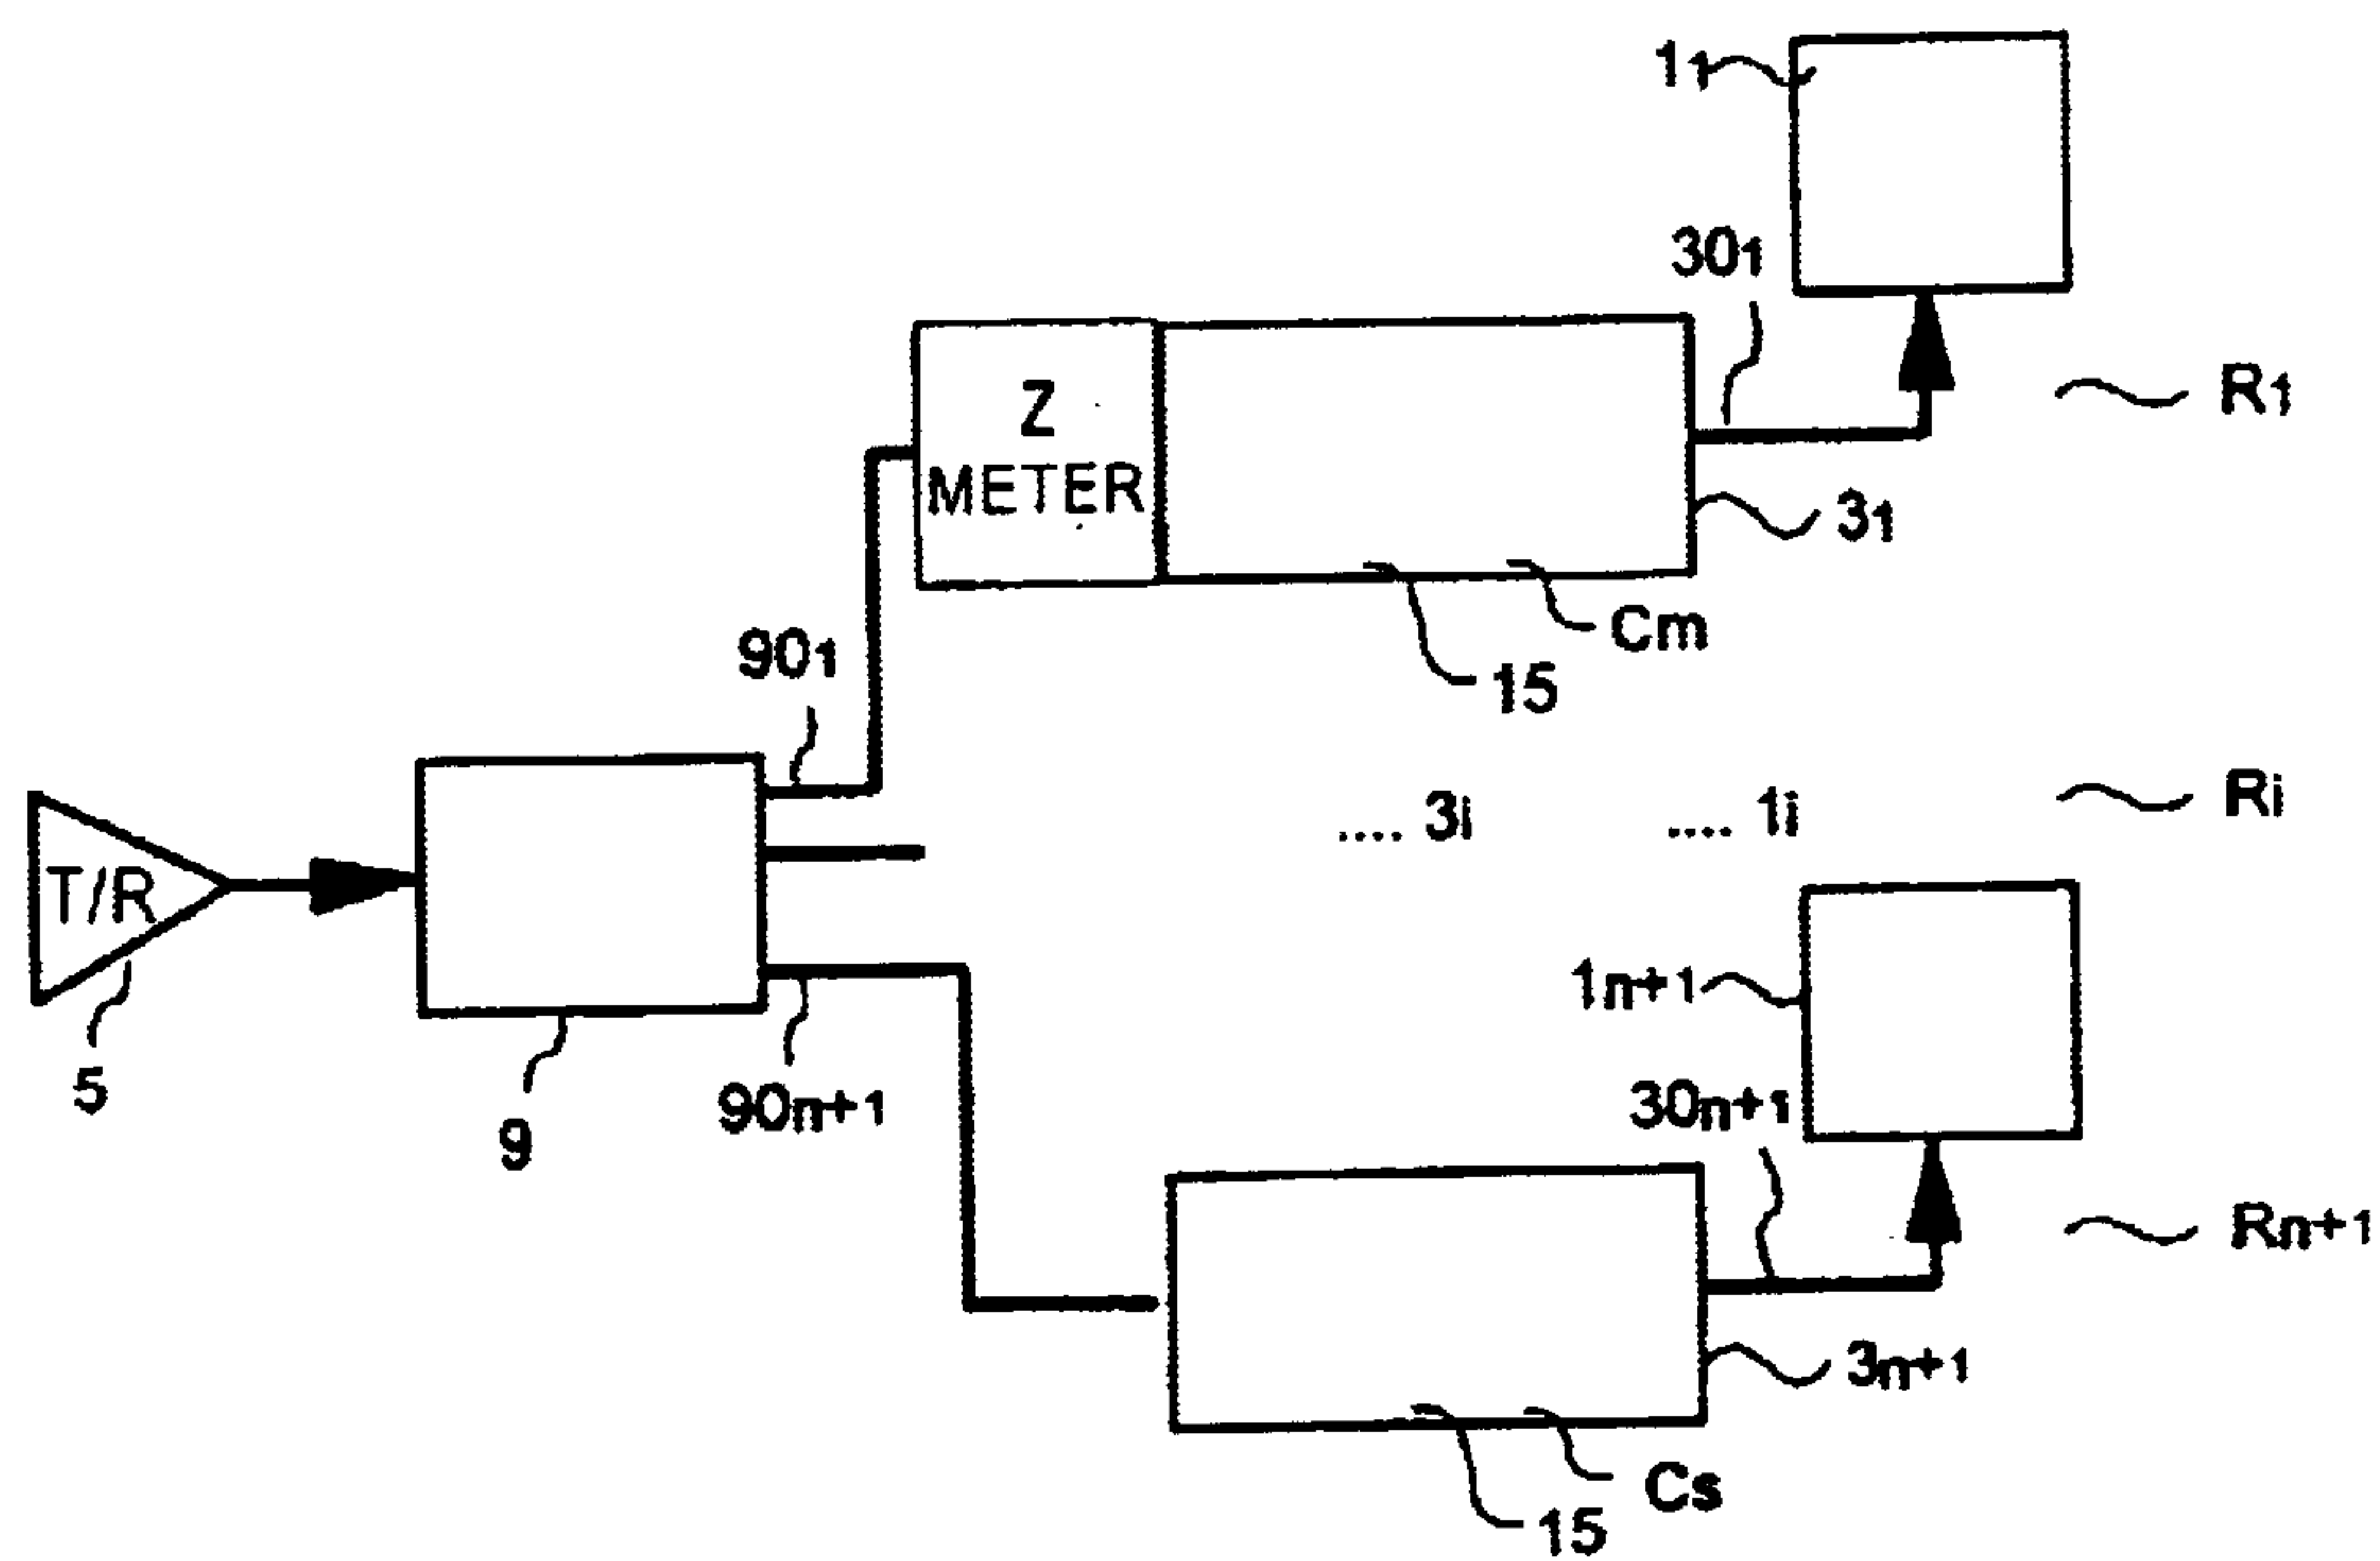 11
301
R1
Z
METER
31
Cm
15
901
Ri
.... 3i
.... 1i
T/R
1n+1
5
90n+1
30n+1
9
Rn+1
3n+1
Cs
15